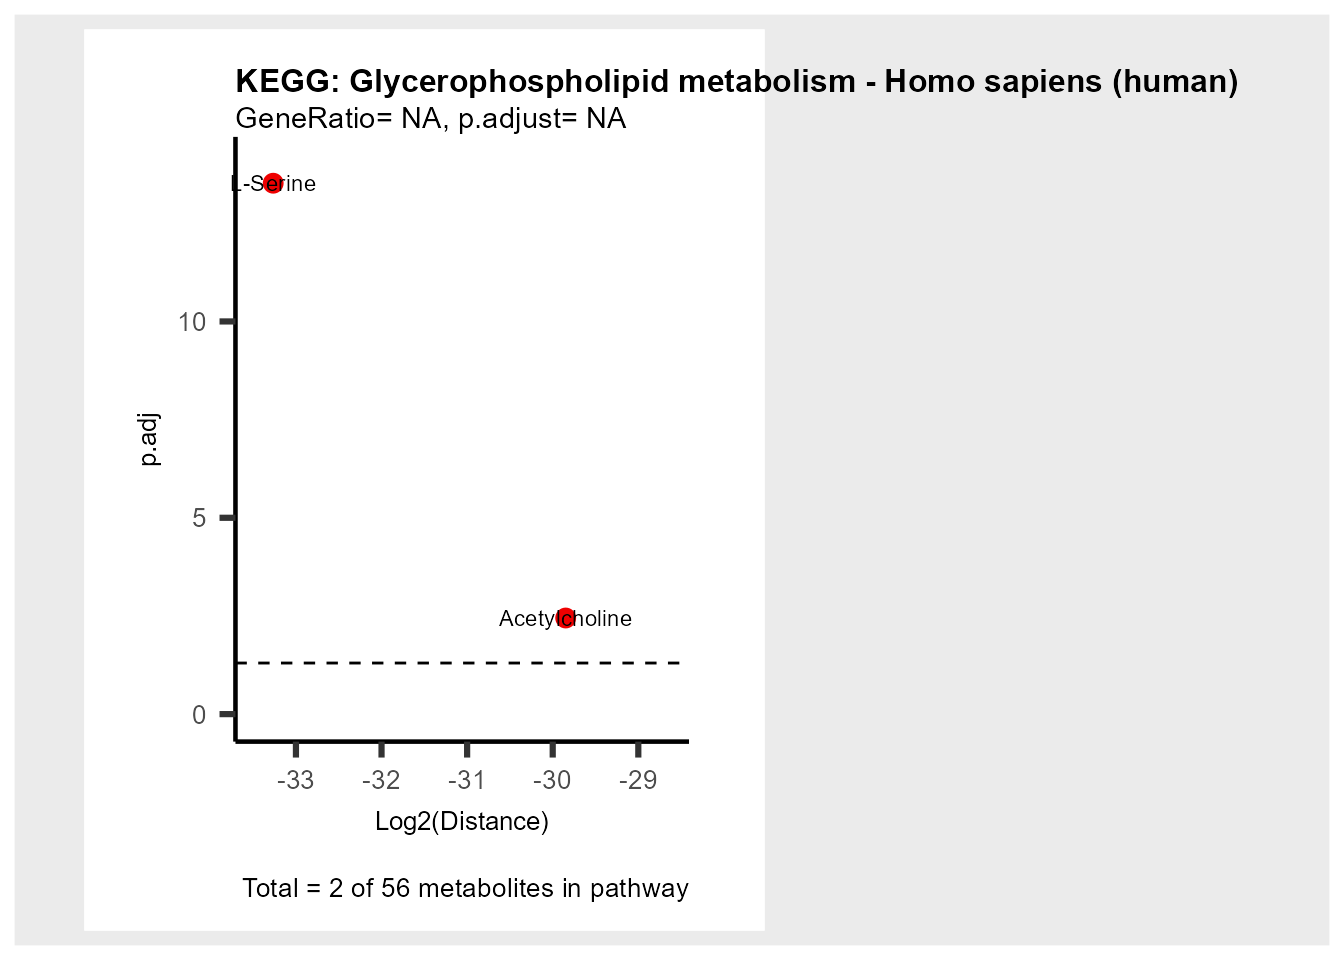 KEGG: Glycerophospholipid metabolism - Homo sapiens (human)
GeneRatio= NA, p.adjust= NA
L-Serine
10
p.adj
5
Acetylcholine
0
-33 -32 -31 -30 -29
Log2(Distance)
Total = 2 of 56 metabolites in pathway